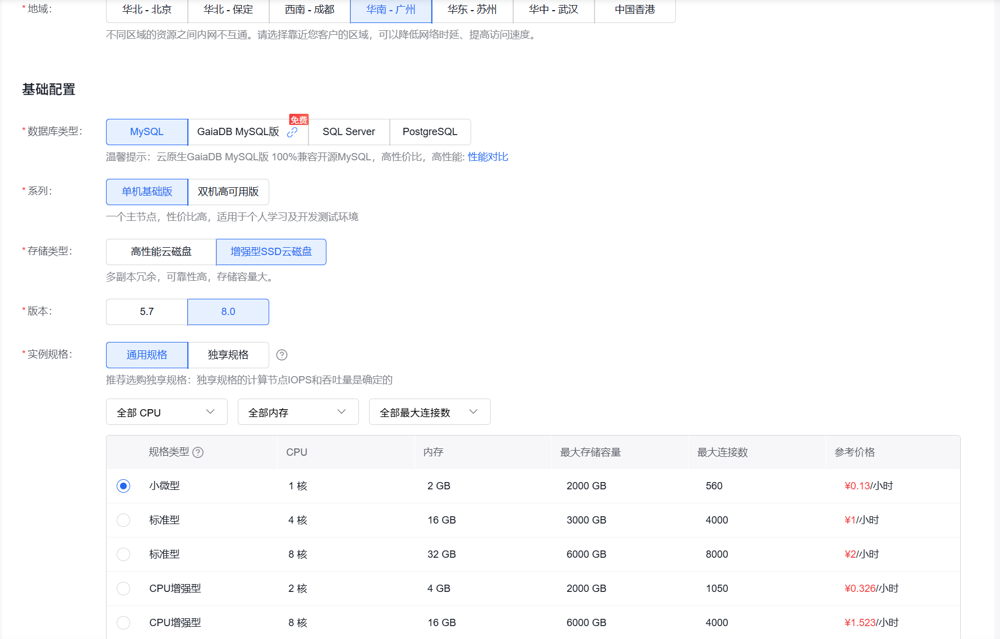 * 地域： 华北 - 北京 华北 - 保定 西南 - 成都 华南 - 广州 华东 - 苏州 华中 - 武汉 中国香港
不同区域的资源之间内网不互通。请选择靠近您客户的区域，可以降低网络时延、提高访问速度。
基础配置
免费
* 数据库类型： MySQL GaiaDB MySQL版 SQL Server PostgreSQL
温馨提示：云原生GaiaDB MySQL版 100%兼容开源MySQL，高性价比，高性能: 性能对比
* 系列： 单机基础版 双机高可用版
一个主节点，性价比高，适用于个人学习及开发测试环境
* 存储类型： 高性能云磁盘 增强型SSD云磁盘
多副本冗余，可靠性高，存储容量大。
* 版本： 5.7 8.0
* 实例规格： 通用规格 独享规格 ?
推荐选购独享规格：独享规格的计算节点IOPS和吞吐量是确定的
全部 CPU 全部内存 全部最大连接数
规格类型 ? CPU 内存 最大存储容量 最大连接数 参考价格
小微型 1 核 2 GB 2000 GB 560 ¥0.13/小时
标准型 4 核 16 GB 3000 GB 4000 ¥1/小时
标准型 8 核 32 GB 6000 GB 8000 ¥2/小时
CPU增强型 2 核 4 GB 2000 GB 1050 ¥0.326/小时
CPU增强型 8 核 16 GB 6000 GB 4000 ¥1.523/小时